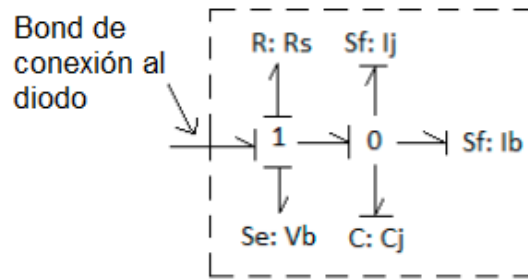 Bond de
conexión al
diodo
R: Rs
Sf: Ij
1
0
Sf: Ib
Se: Vb
C: Cj